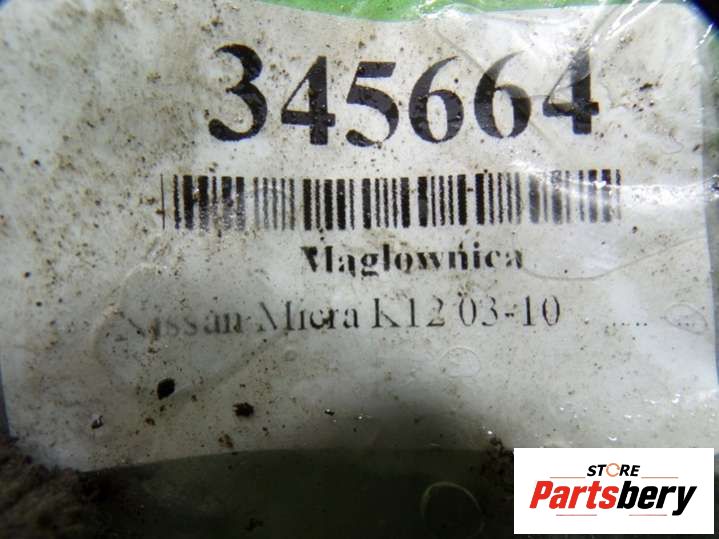 345664
Maglownica
Nissan Micra K12 03-10
STORE
Partsbery